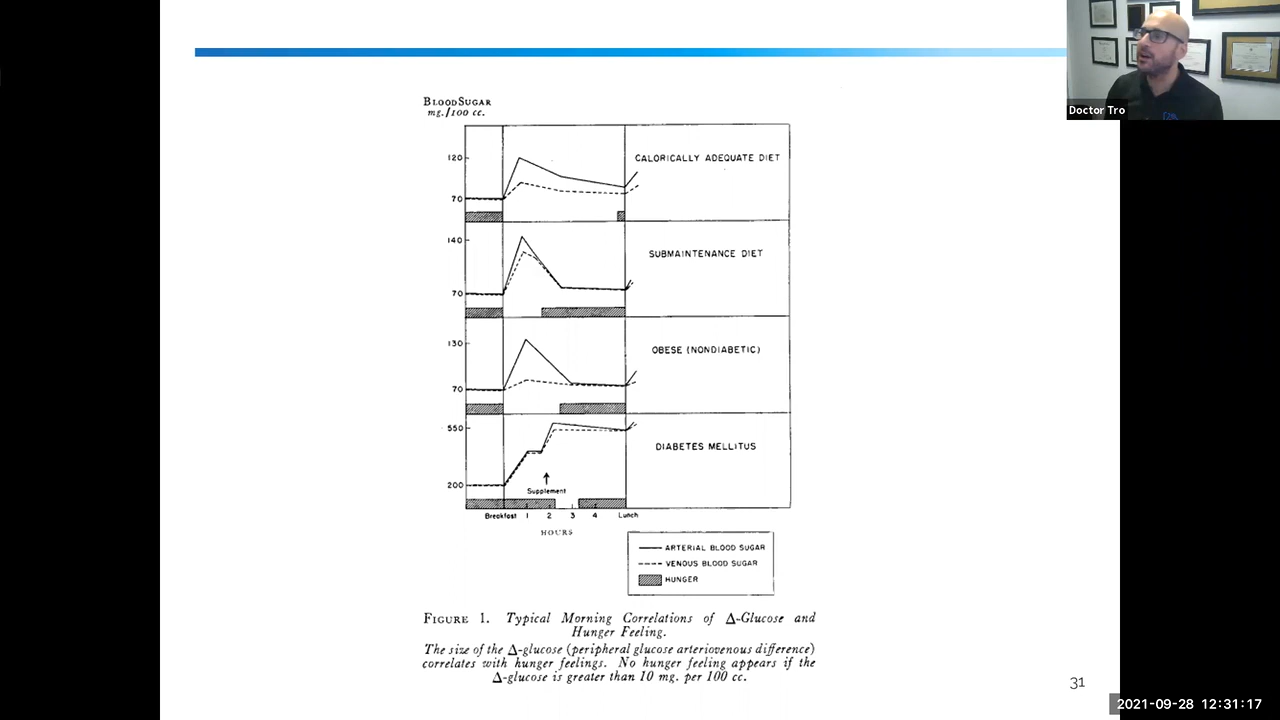 Doctor Tro
BLOOD SUGAR
mg./100 cc.
120
70
CALORICALLY ADEQUATE DIET
140
70
SUBMAINTENANCE DIET
130
70
OBESE (NONDIABETIC)
550
200
DIABETES MELLITUS
Supplement
Breakfast 1 2 3 4 Lunch
HOURS
ARTERIAL BLOOD SUGAR
VENOUS BLOOD SUGAR
HUNGER
FIGURE 1. Typical Morning Correlations of Δ-Glucose and
Hunger Feeling.
The size of the Δ-glucose (peripheral glucose arteriovenous difference)
correlates with hunger feelings. No hunger feeling appears if the
Δ-glucose is greater than 10 mg. per 100 cc.
31
2021-09-28 12:31:17